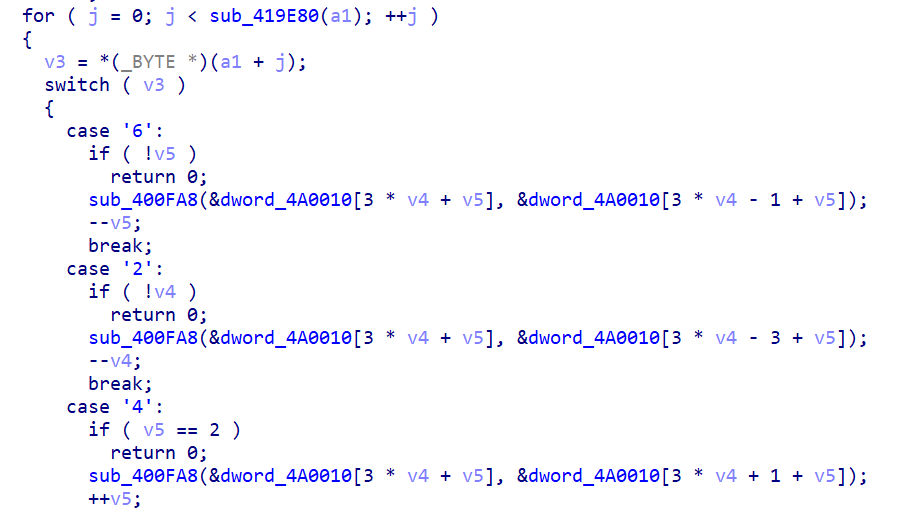 for ( j = 0; j < sub_419E80(a1); ++j )
{
  v3 = *(_BYTE *)(a1 + j);
  switch ( v3 )
  {
    case '6':
      if ( !v5 )
        return 0;
      sub_400FA8(&dword_4A0010[3 * v4 + v5], &dword_4A0010[3 * v4 - 1 + v5]);
      --v5;
      break;
    case '2':
      if ( !v4 )
        return 0;
      sub_400FA8(&dword_4A0010[3 * v4 + v5], &dword_4A0010[3 * v4 - 3 + v5]);
      --v4;
      break;
    case '4':
      if ( v5 == 2 )
        return 0;
      sub_400FA8(&dword_4A0010[3 * v4 + v5], &dword_4A0010[3 * v4 + 1 + v5]);
      ++v5;